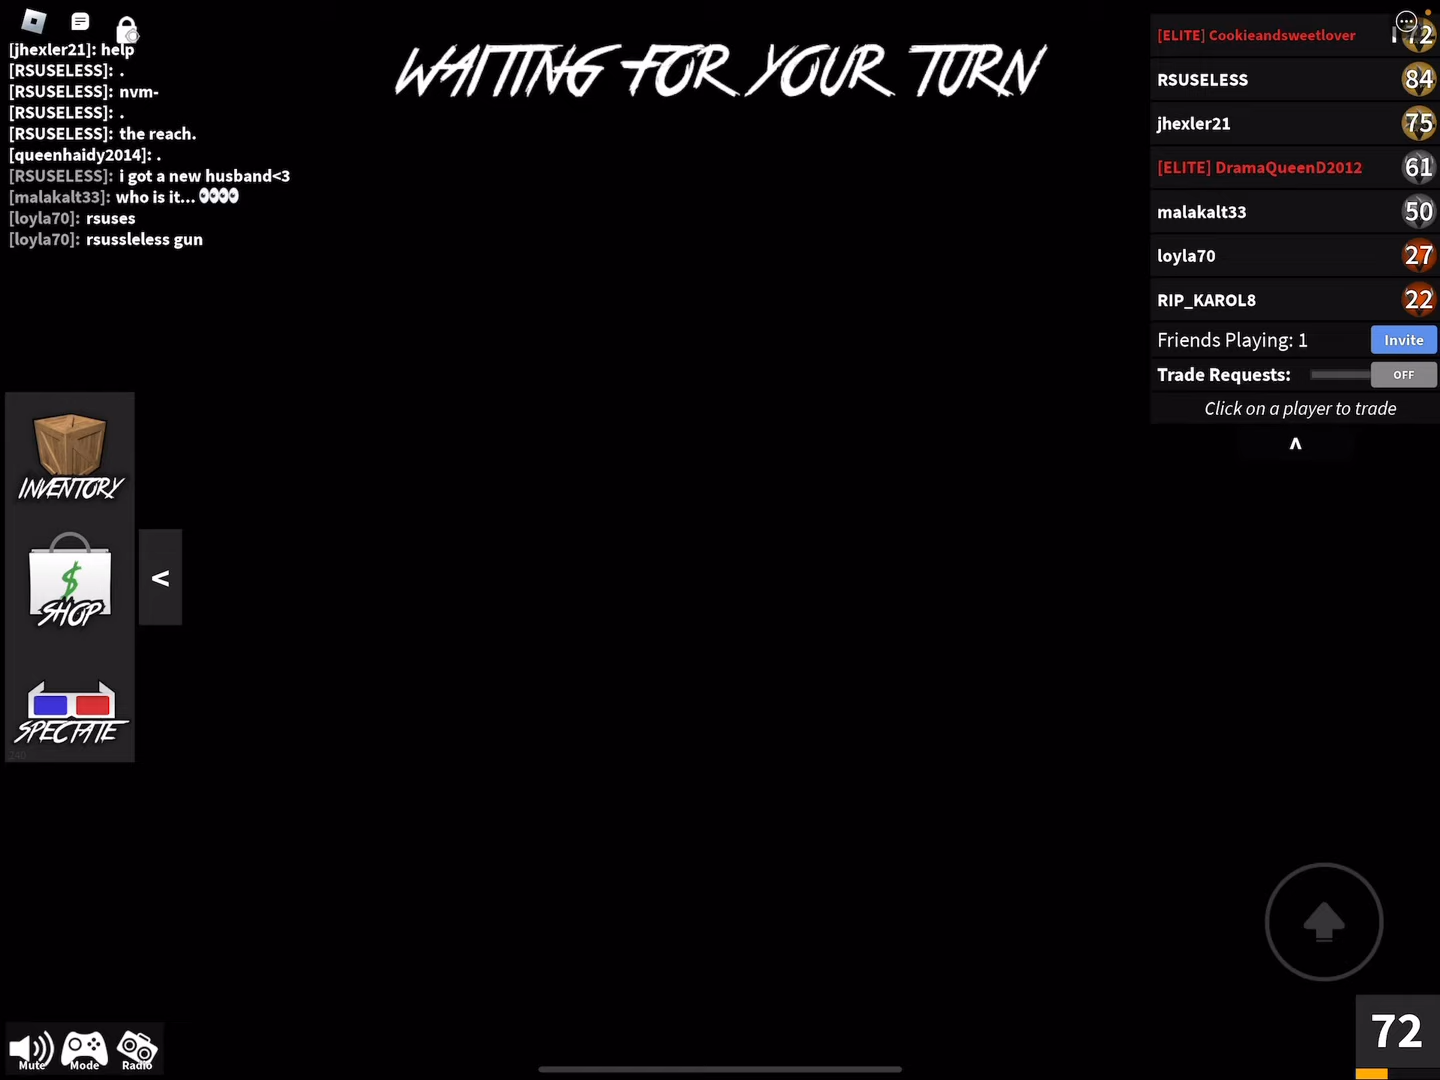 [jhexler21]: help
[RSUSELESS]: .
[RSUSELESS]: nvm-
[RSUSELESS]: .
[RSUSELESS]: the reach.
[queenhaidy2014]: .
[RSUSELESS]: i got a new husband<3
[malakalt33]: who is it... 👀👀
[loyla70]: rsuses
[loyla70]: rsussleless gun
WAITING FOR YOUR TURN
[ELITE] Cookieandsweetlover 72
RSUSELESS 84
jhexler21 75
[ELITE] DramaQueenD2012 61
malakalt33 50
loyla70 27
RIP_KAROL8 22
Friends Playing: 1 Invite
Trade Requests: OFF
Click on a player to trade
^
INVENTORY
$
SHOP
<
SPECTATE
240
Mute Mode Radio
72